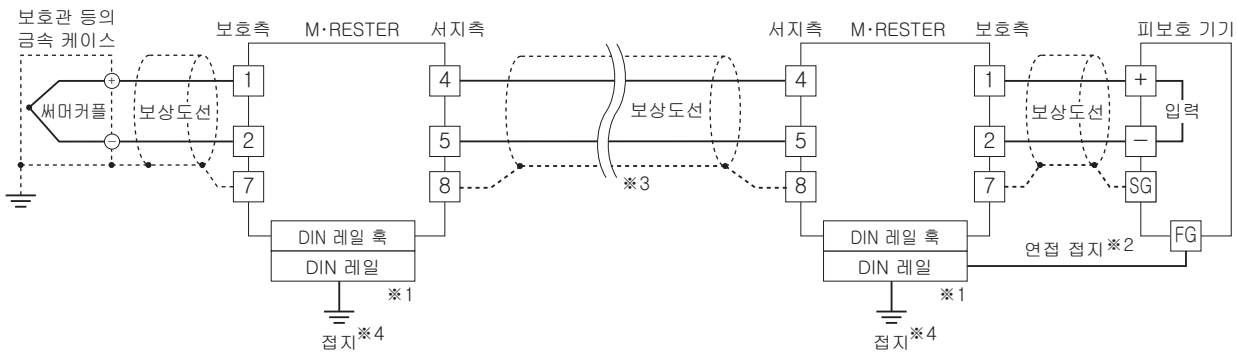 보호관 등의
금속 케이스
보호측 M·RESTER 서지측
서지측 M·RESTER 보호측
피보호 기기
+
써머커플
−
보상도선
1
2
7
4
5
8
보상도선
※3
4
5
8
1
2
7
보상도선
+
−
SG
입력
FG
DIN 레일 훅
DIN 레일
※1
접지※4
DIN 레일 훅
DIN 레일
※1
접지※4
연접 접지※2